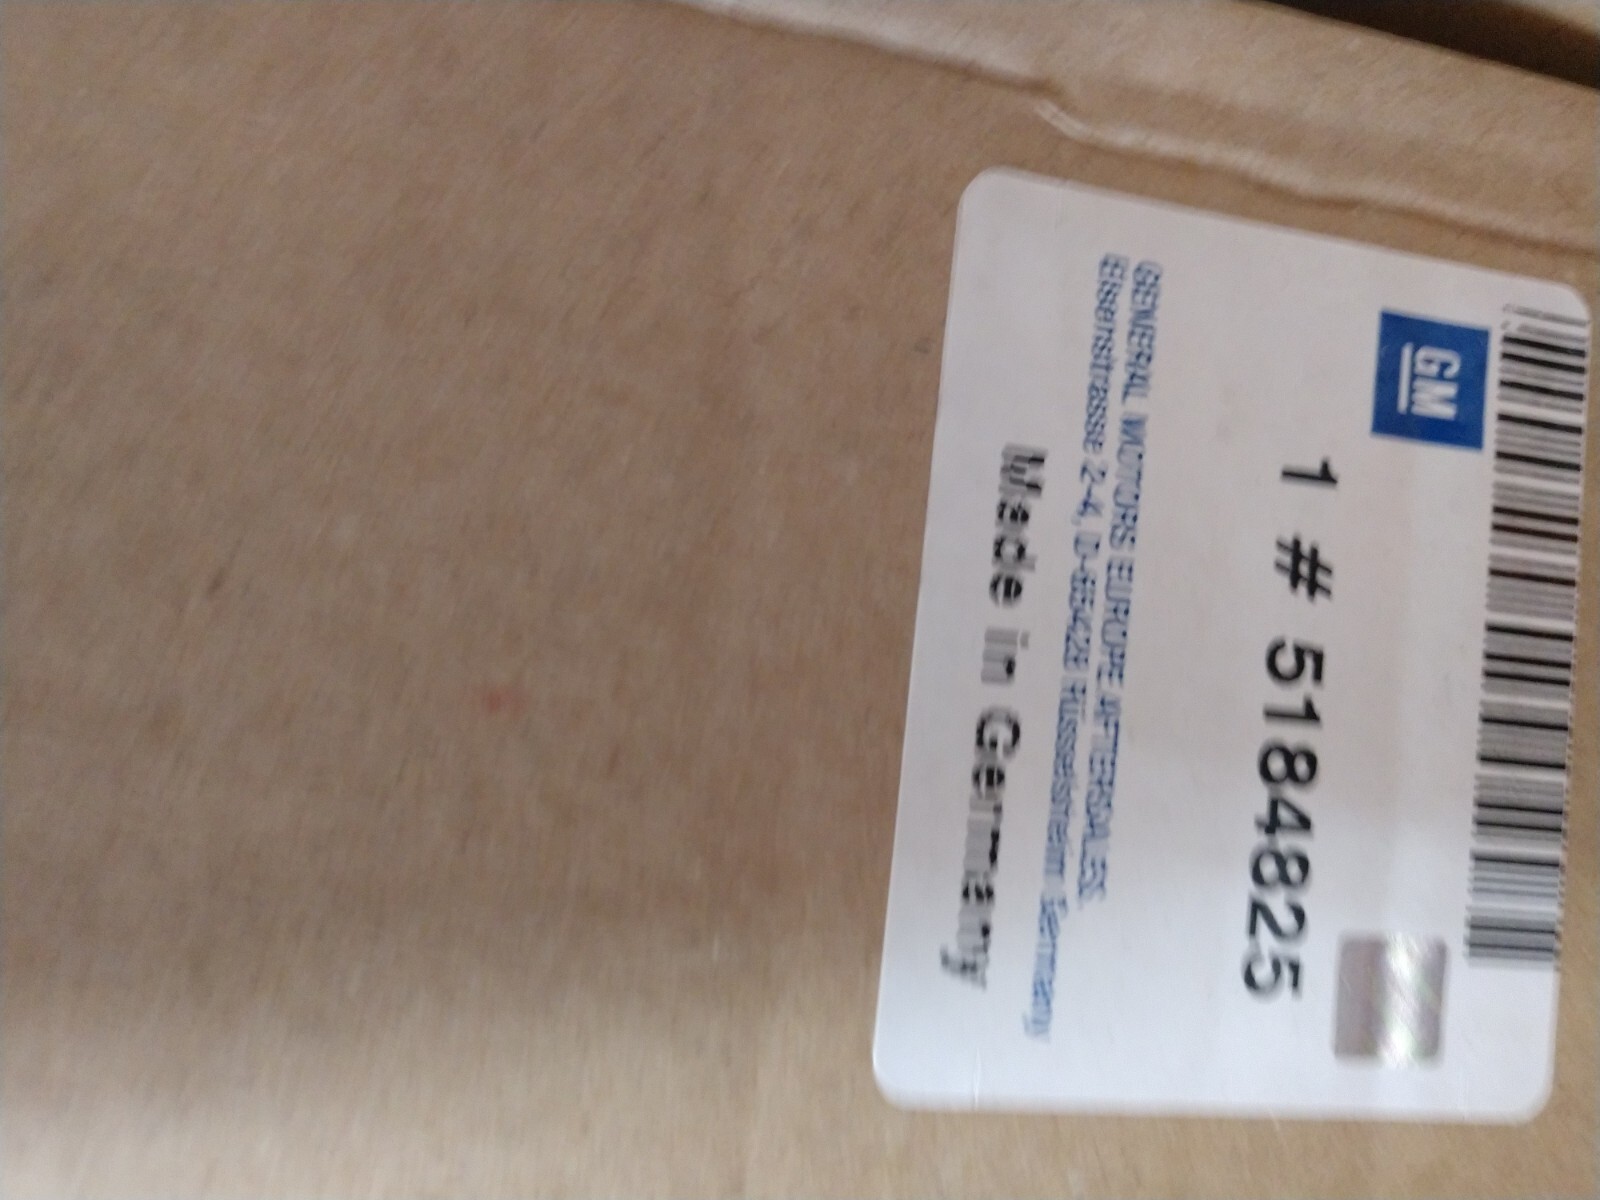 GM
1 # 5184825
GENERAL MOTORS EUROPE AFTERSALES,
Eisenstrasse 2-4, D-65428 Rüsselsheim Germany
Made in Germany